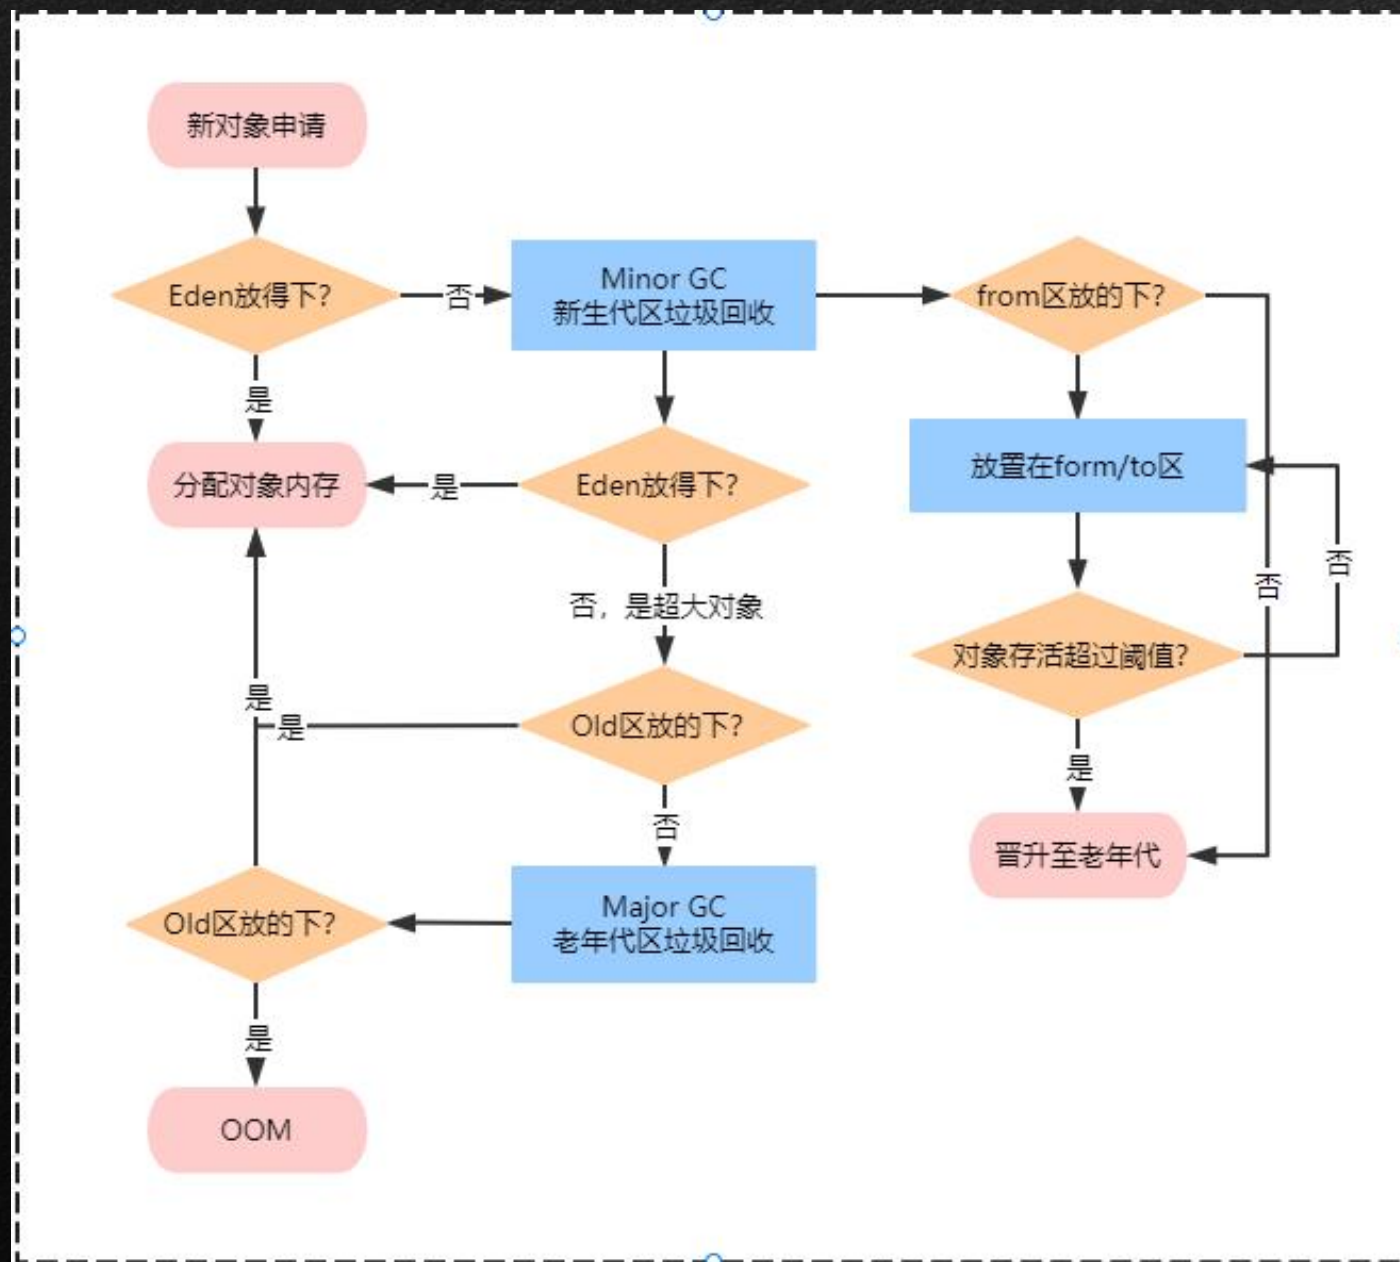 新对象申请
Eden放得下?
否
Minor GC
新生代区垃圾回收
from区放的下?
是
分配对象内存
是
Eden放得下?
放置在form/to区
否
否
否，是超大对象
对象存活超过阈值?
是
是
Old区放的下?
是
否
晋升至老年代
Old区放的下?
Major GC
老年代区垃圾回收
是
OOM